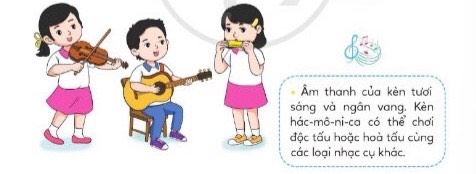 • Âm thanh của kèn tươi
sáng và ngân vang. Kèn
hác-mô-ni-ca có thể chơi
độc tấu hoặc hoà tấu cùng
các loại nhạc cụ khác.